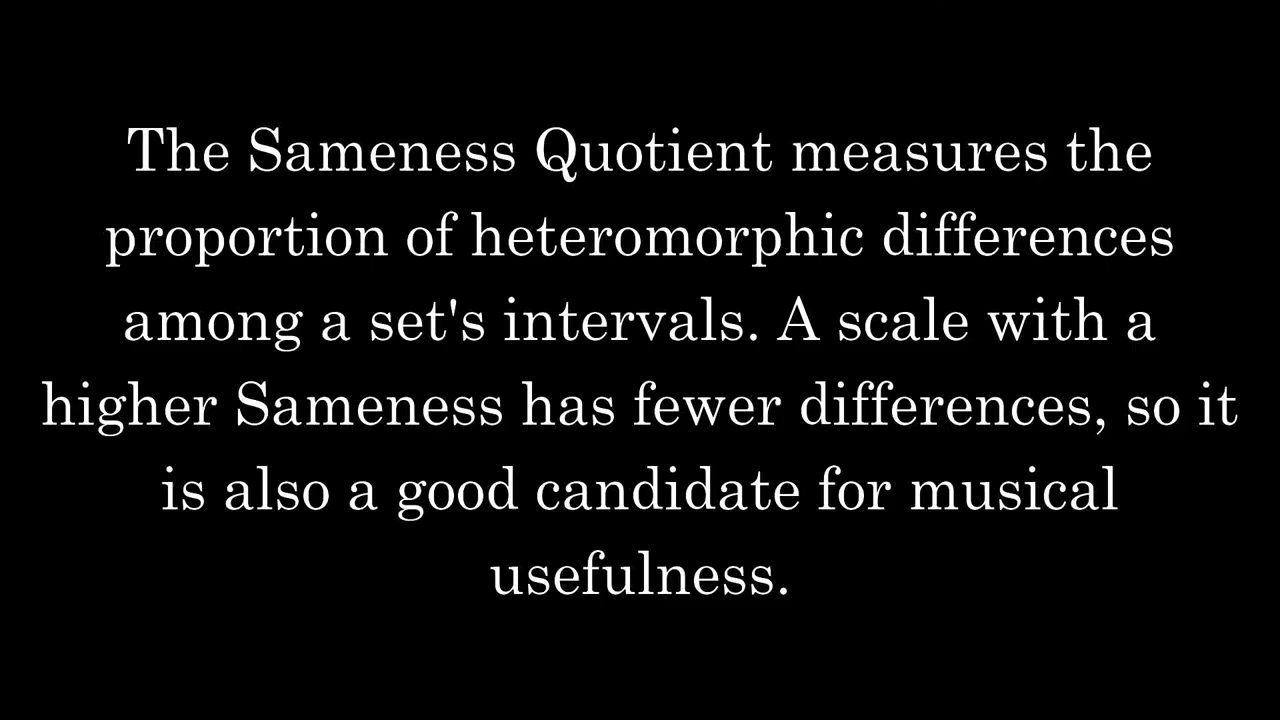 The Sameness Quotient measures the
proportion of heteromorphic differences
among a set's intervals. A scale with a
higher Sameness has fewer differences, so it
is also a good candidate for musical
usefulness.